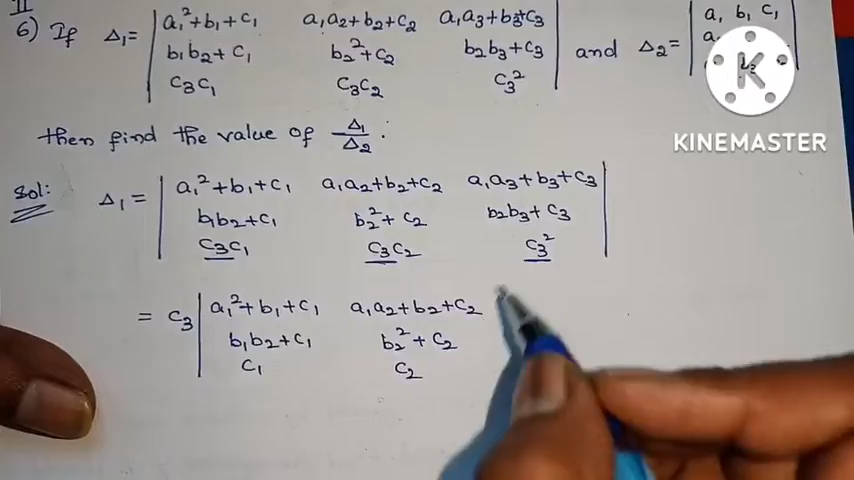 II
6) If Δ₁= | a₁²+b₁+c₁ a₁a₂+b₂+c₂ a₁a₃+b₃+c₃ |
| b₁b₂+c₁ b₂²+c₂ b₂b₃+c₃ | and Δ₂= | a₁ b₁ c₁ |
| c₃c₁ c₃c₂ c₃² |
KINEMASTER
then find the value of Δ₁/Δ₂.
Sol: Δ₁ = | a₁²+b₁+c₁ a₁a₂+b₂+c₂ a₁a₃+b₃+c₃ |
| b₁b₂+c₁ b₂²+c₂ b₂b₃+c₃ |
| c₃c₁ c₃c₂ c₃² |
= c₃ | a₁²+b₁+c₁ a₁a₂+b₂+c₂
| b₁b₂+c₁ b₂²+c₂
| c₁ c₂